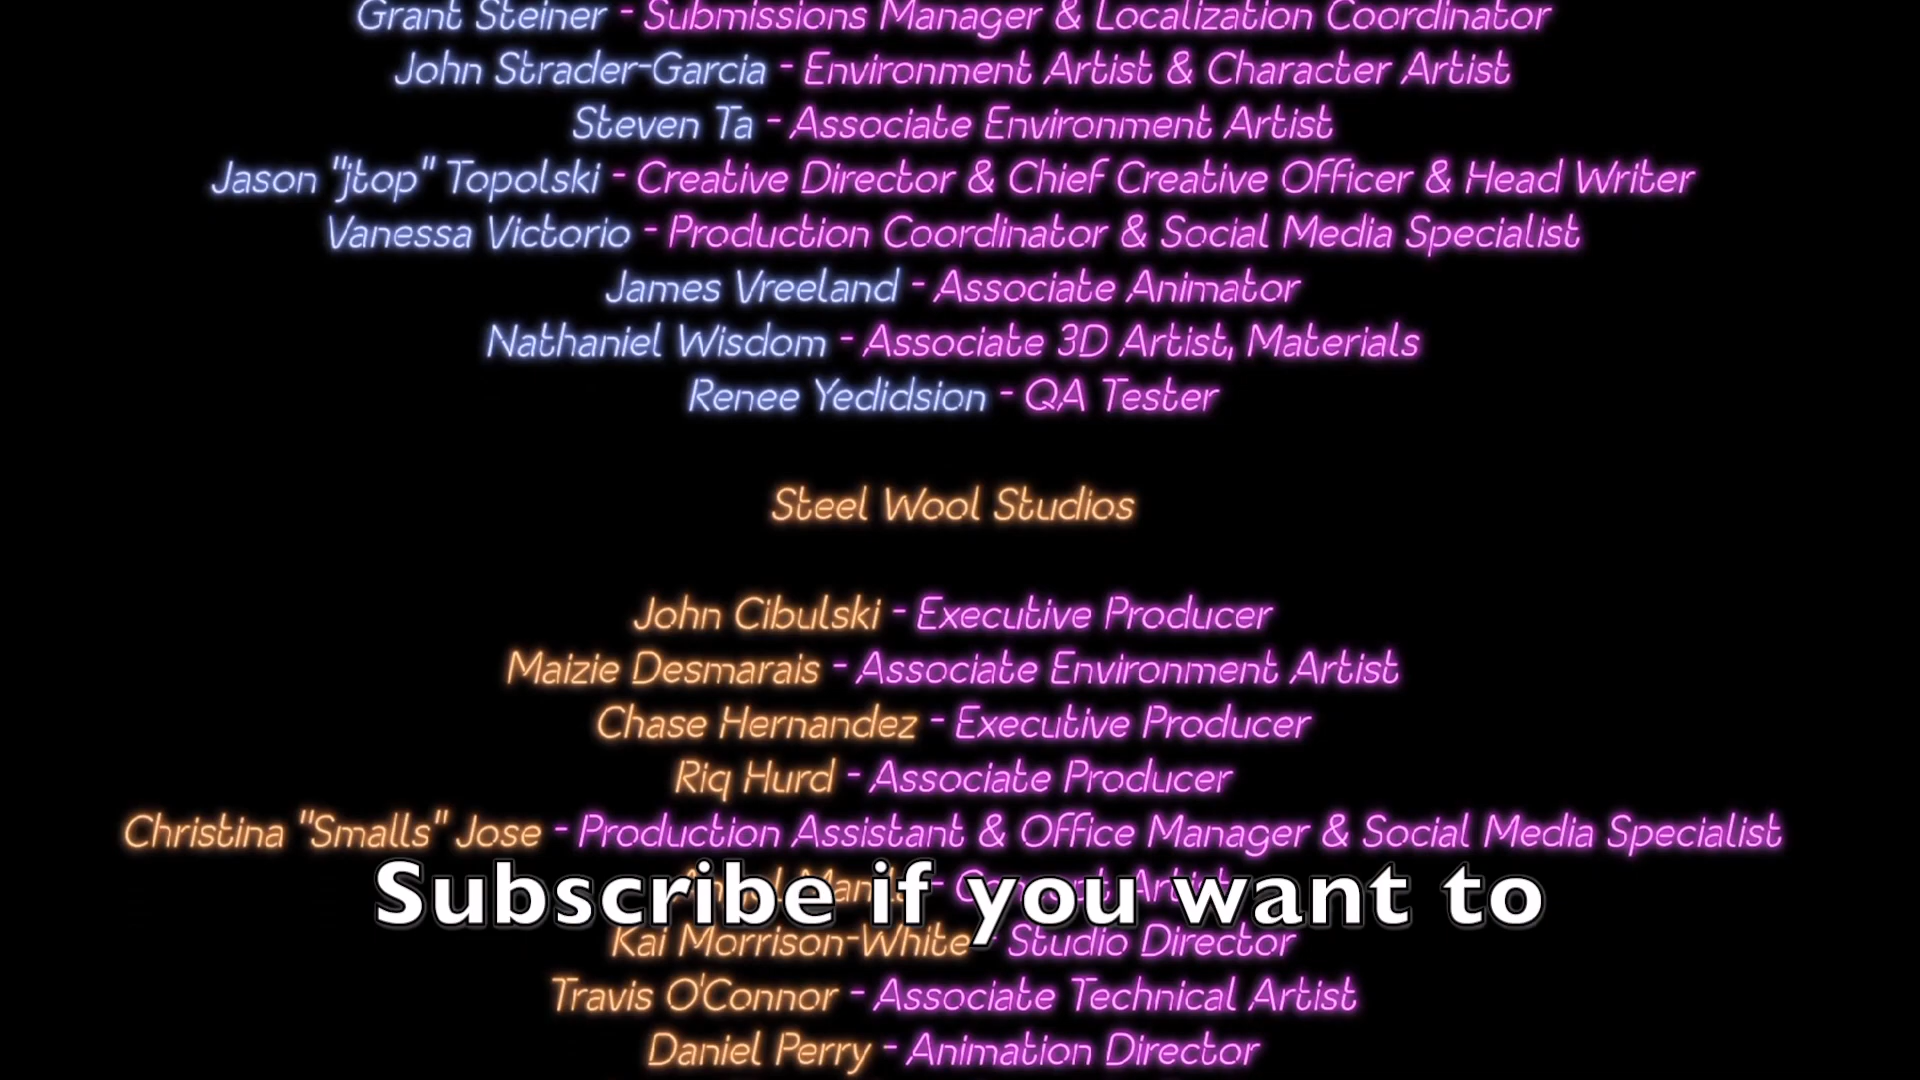 Grant Steiner - Submissions Manager & Localization Coordinator
John Strader-Garcia - Environment Artist & Character Artist
Steven Ta - Associate Environment Artist
Jason "jtop" Topolski - Creative Director & Chief Creative Officer & Head Writer
Vanessa Victorio - Production Coordinator & Social Media Specialist
James Vreeland - Associate Animator
Nathaniel Wisdom - Associate 3D Artist, Materials
Renee Yedidsion - QA Tester
Steel Wool Studios
John Cibulski - Executive Producer
Maizie Desmarais - Associate Environment Artist
Chase Hernandez - Executive Producer
Riq Hurd - Associate Producer
Christina "Smalls" Jose - Production Assistant & Office Manager & Social Media Specialist
Subscribe if you want to
Kai Morrison-White - Studio Director
Travis O'Connor - Associate Technical Artist
Daniel Perry - Animation Director